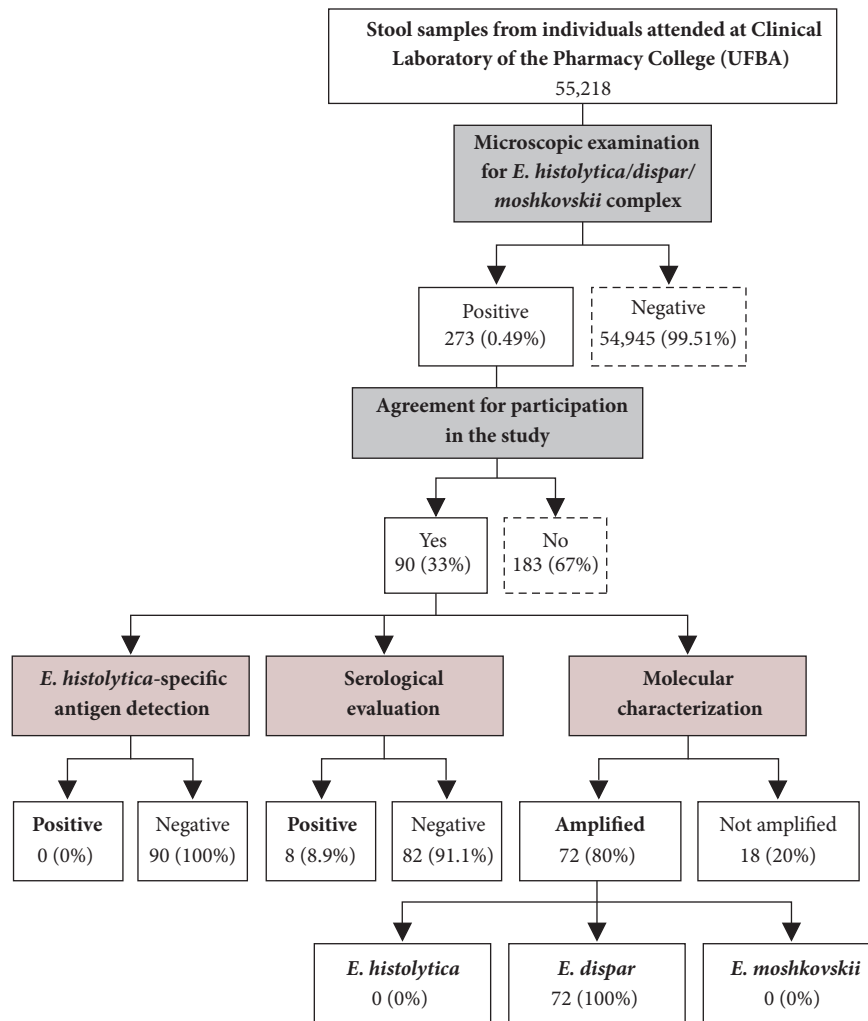 Stool samples from individuals attended at Clinical
Laboratory of the Pharmacy College (UFBA)
55,218
Microscopic examination
for E. histolytica/dispar/
moshkovskii complex
Positive
273 (0.49%)
Negative
54,945 (99.51%)
Agreement for participation
in the study
Yes
90 (33%)
No
183 (67%)
E. histolytica-specific
antigen detection
Serological
evaluation
Molecular
characterization
Positive
0 (0%)
Negative
90 (100%)
Positive
8 (8.9%)
Negative
82 (91.1%)
Amplified
72 (80%)
Not amplified
18 (20%)
E. histolytica
0 (0%)
E. dispar
72 (100%)
E. moshkovskii
0 (0%)